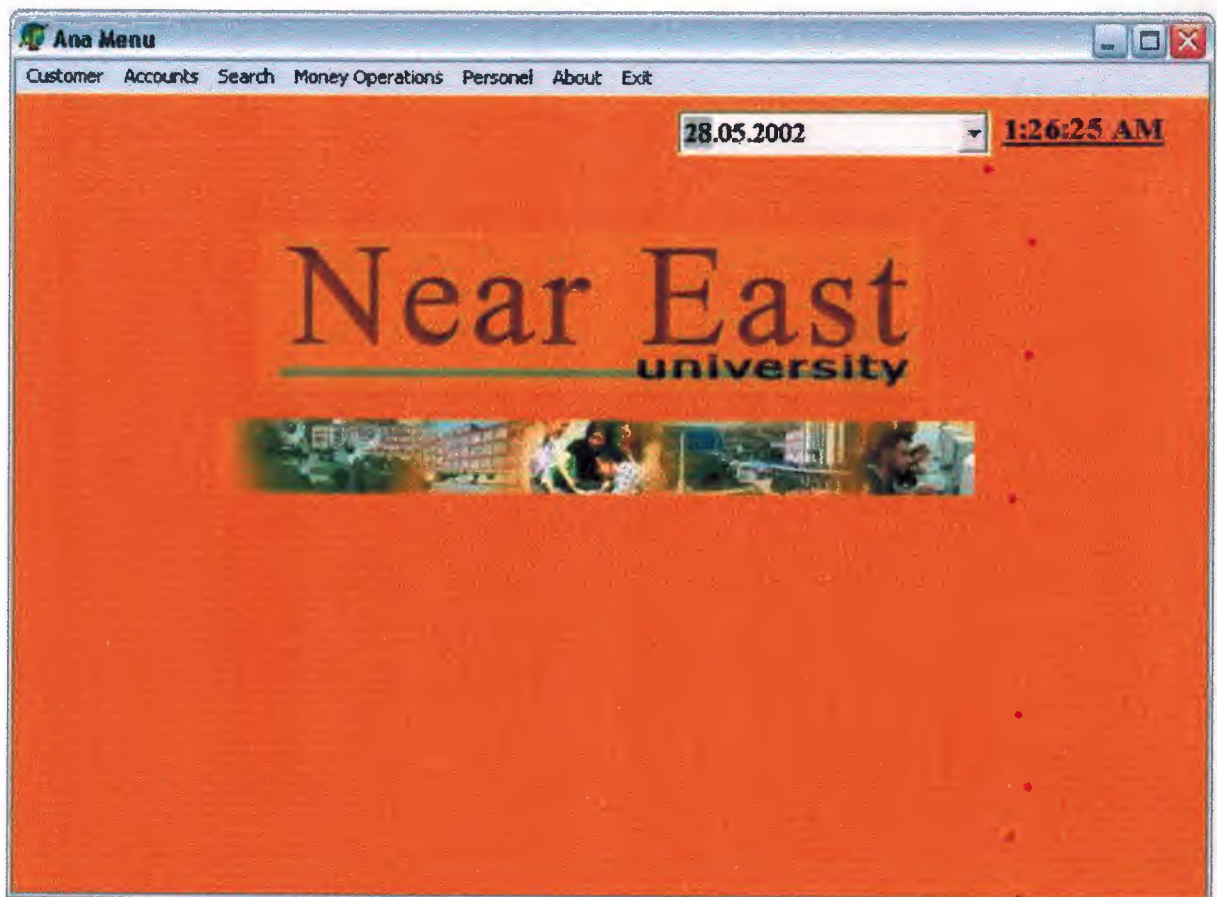 Ana Menu
Customer Accounts Search Money Operations Personel About Exit
28.05.2002 1:26:25 AM
Near East
university